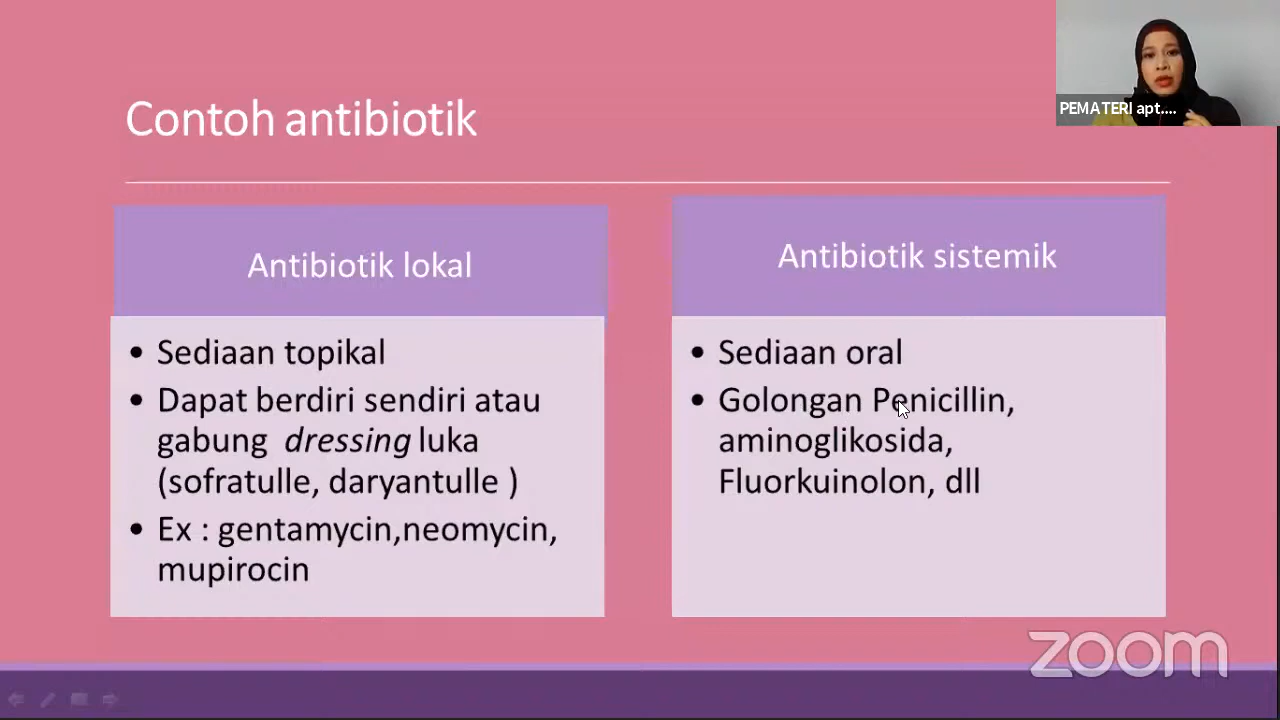 PEMATERI apt....
Contoh antibiotik
Antibiotik lokal
• Sediaan topikal
• Dapat berdiri sendiri atau
gabung dressing luka
(sofratulle, daryantulle )
• Ex : gentamycin,neomycin,
mupirocin
Antibiotik sistemik
• Sediaan oral
• Golongan Penicillin,
aminoglikosida,
Fluorkuinolon, dll
zoom